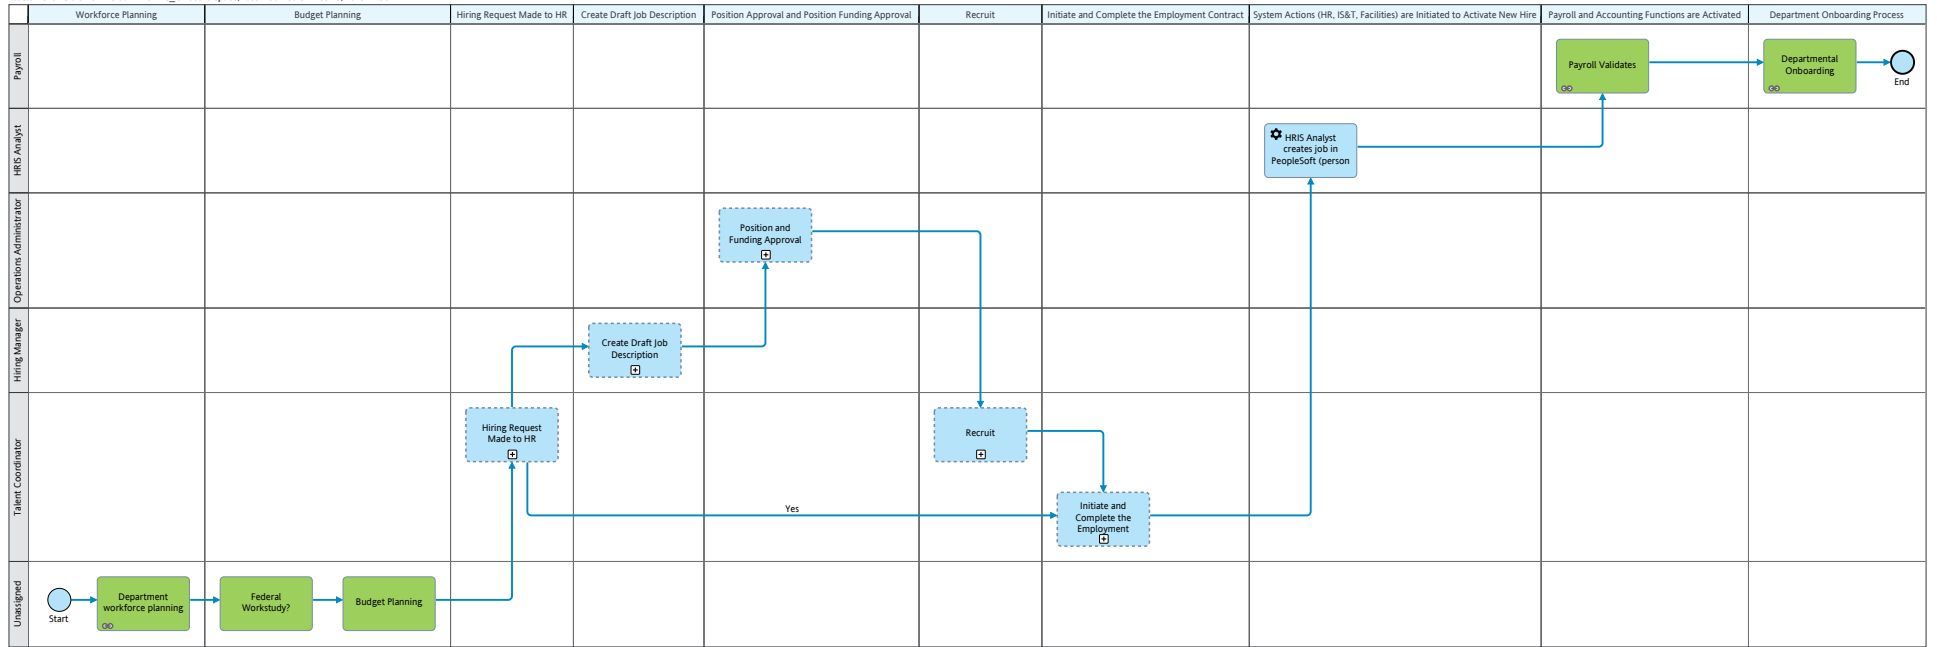 Workforce Planning
Budget Planning
Hiring Request Made to HR
Create Draft Job Description
Position Approval and Position Funding Approval
Recruit
Initiate and Complete the Employment Contract
System Actions (HR, IS&T, Facilities) are Initiated to Activate New Hire
Payroll and Accounting Functions are Activated
Department Onboarding Process
Payroll
Payroll Validates
Departmental
Onboarding
End
HRIS Analyst
HRIS Analyst
creates job in
PeopleSoft (person
Operations Administrator
Position and
Funding Approval
Hiring Manager
Create Draft Job
Description
Talent Coordinator
Hiring Request
Made to HR
Recruit
Yes
Initiate and
Complete the
Employment
Unassigned
Start
Department
workforce planning
Federal
Workstudy?
Budget Planning